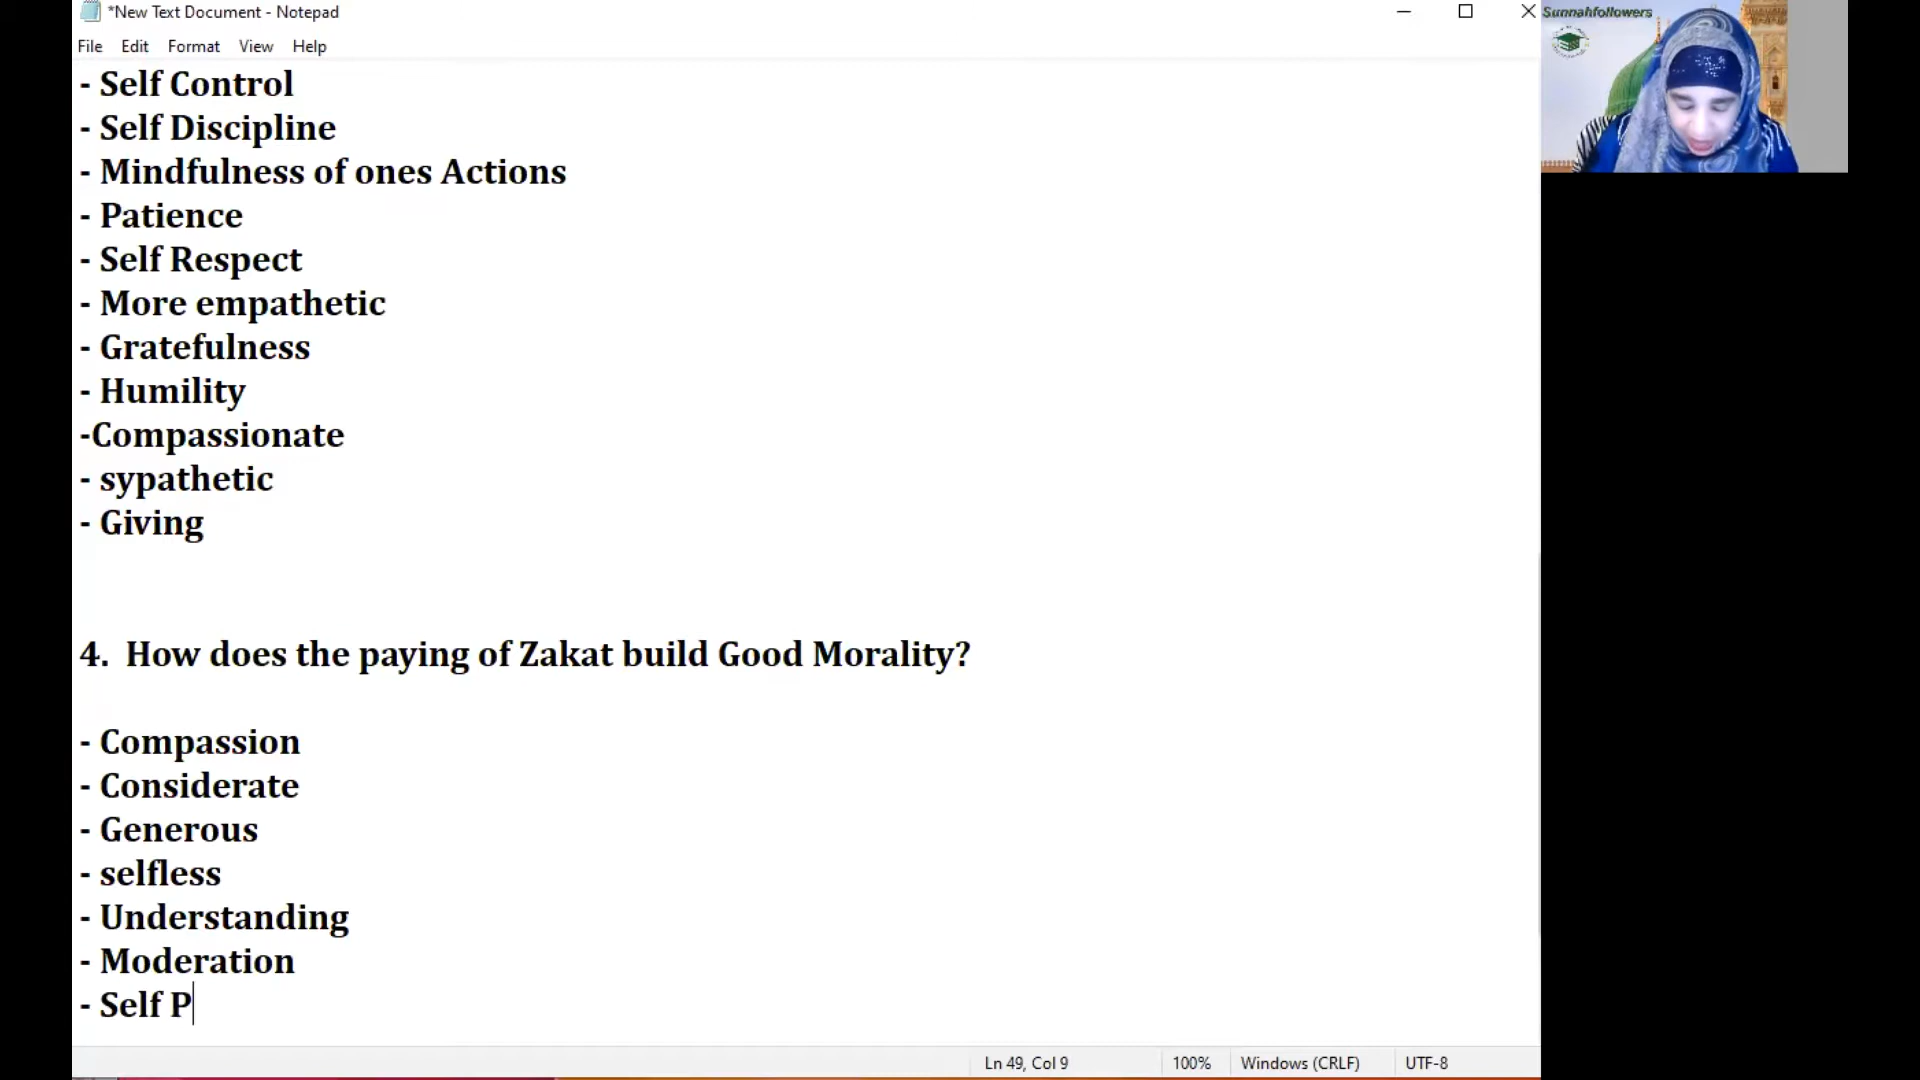 *New Text Document - Notepad
File Edit Format View Help
- Self Control
- Self Discipline
- Mindfulness of ones Actions
- Patience
- Self Respect
- More empathetic
- Gratefulness
- Humility
-Compassionate
- sypathetic
- Giving
4.  How does the paying of Zakat build Good Morality?
- Compassion
- Considerate
- Generous
- selfless
- Understanding
- Moderation
- Self P
Ln 49, Col 9 100% Windows (CRLF) UTF-8
Sunnahfollowers